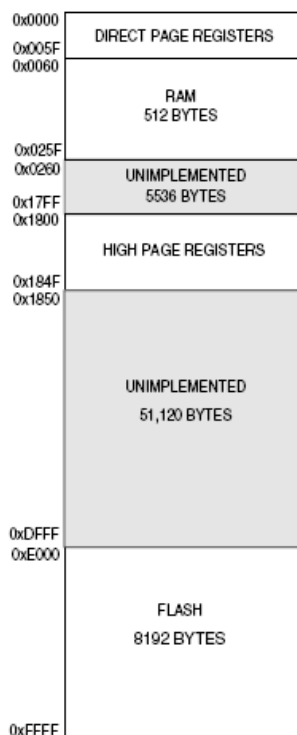 0x0000
DIRECT PAGE REGISTERS
0x005F
0x0060
RAM
512 BYTES
0x025F
0x0260
UNIMPLEMENTED
5536 BYTES
0x17FF
0x1800
HIGH PAGE REGISTERS
0x184F
0x1850
UNIMPLEMENTED
51,120 BYTES
0xDFFF
0xE000
FLASH
8192 BYTES
0xFFFF